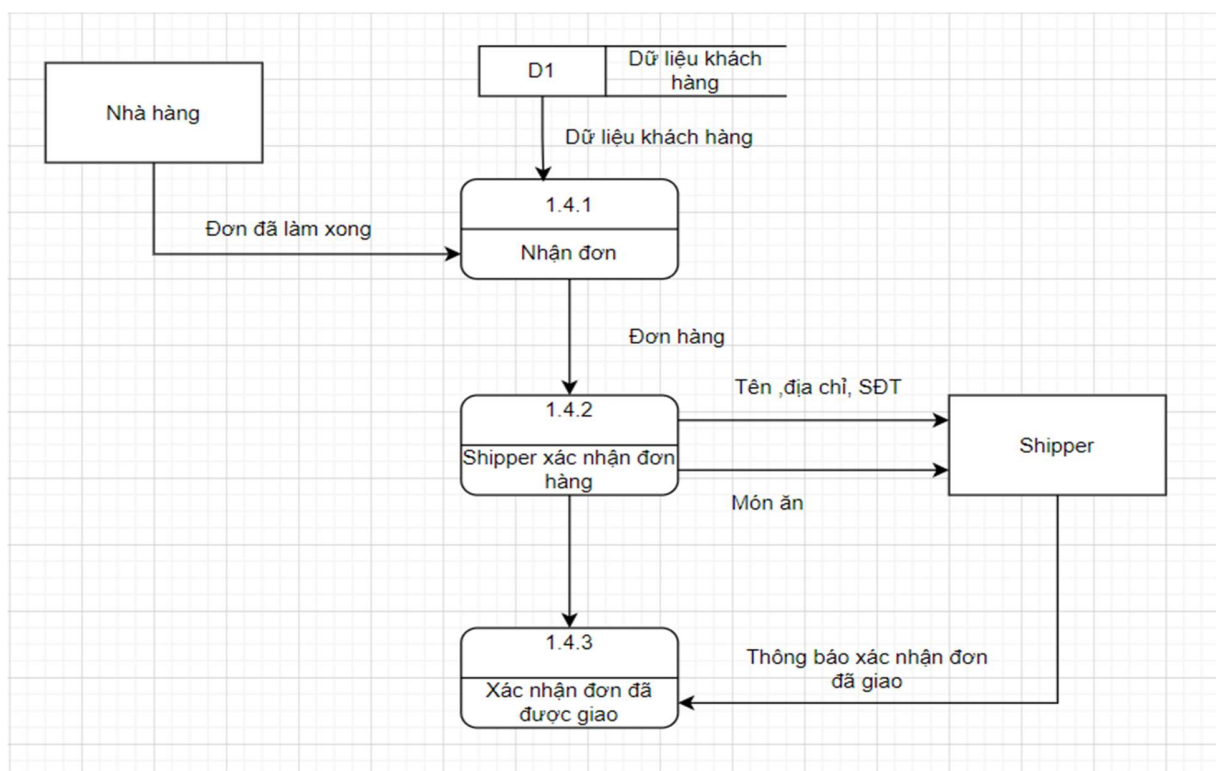 D1
Dữ liệu khách
hàng
Nhà hàng
Dữ liệu khách hàng
1.4.1
Đơn đã làm xong
Nhận đơn
Đơn hàng
Tên ,địa chỉ, SĐT
1.4.2
Shipper
Shipper xác nhận đơn
hàng
Món ăn
1.4.3
Thông báo xác nhận đơn
đã giao
Xác nhận đơn đã
được giao